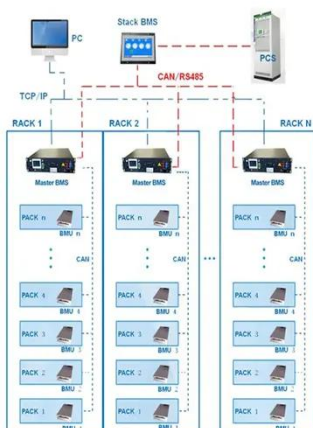 PC
Stack BMS
PCS
CAN/RS485
TCP/IP
RACK 1
RACK 2
RACK N
Master BMS
Master BMS
Master BMS
PACK n
BMU n
PACK n
BMU n
PACK n
BMU n
CAN
CAN
CAN
PACK 4
BMU 4
PACK 4
BMU 4
PACK 4
BMU 4
PACK 3
BMU 3
PACK 3
BMU 3
PACK 3
BMU 3
PACK 2
BMU 2
PACK 2
BMU 2
PACK 2
BMU 2
PACK 1
PACK 1
PACK 1